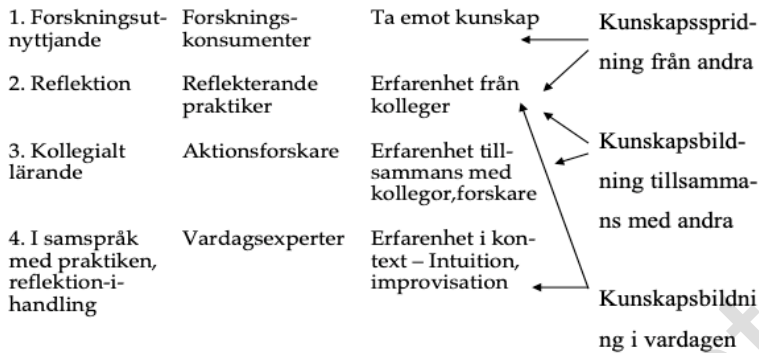 1. Forskningsut-
nyttjande
Forsknings-
konsumenter
Ta emot kunskap
Kunskapssprid-
ning från andra
2. Reflektion
Reflekterande
praktiker
Erfarenhet från
kolleger
3. Kollegialt
lärande
Aktionsforskare
Erfarenhet till-
sammans med
kollegor,forskare
Kunskapsbild-
ning tillsamma-
ns med andra
4. I samspråk
med praktiken,
reflektion-i-
handling
Vardagsexperter
Erfarenhet i kon-
text – Intuition,
improvisation
Kunskapsbildni
ng i vardagen